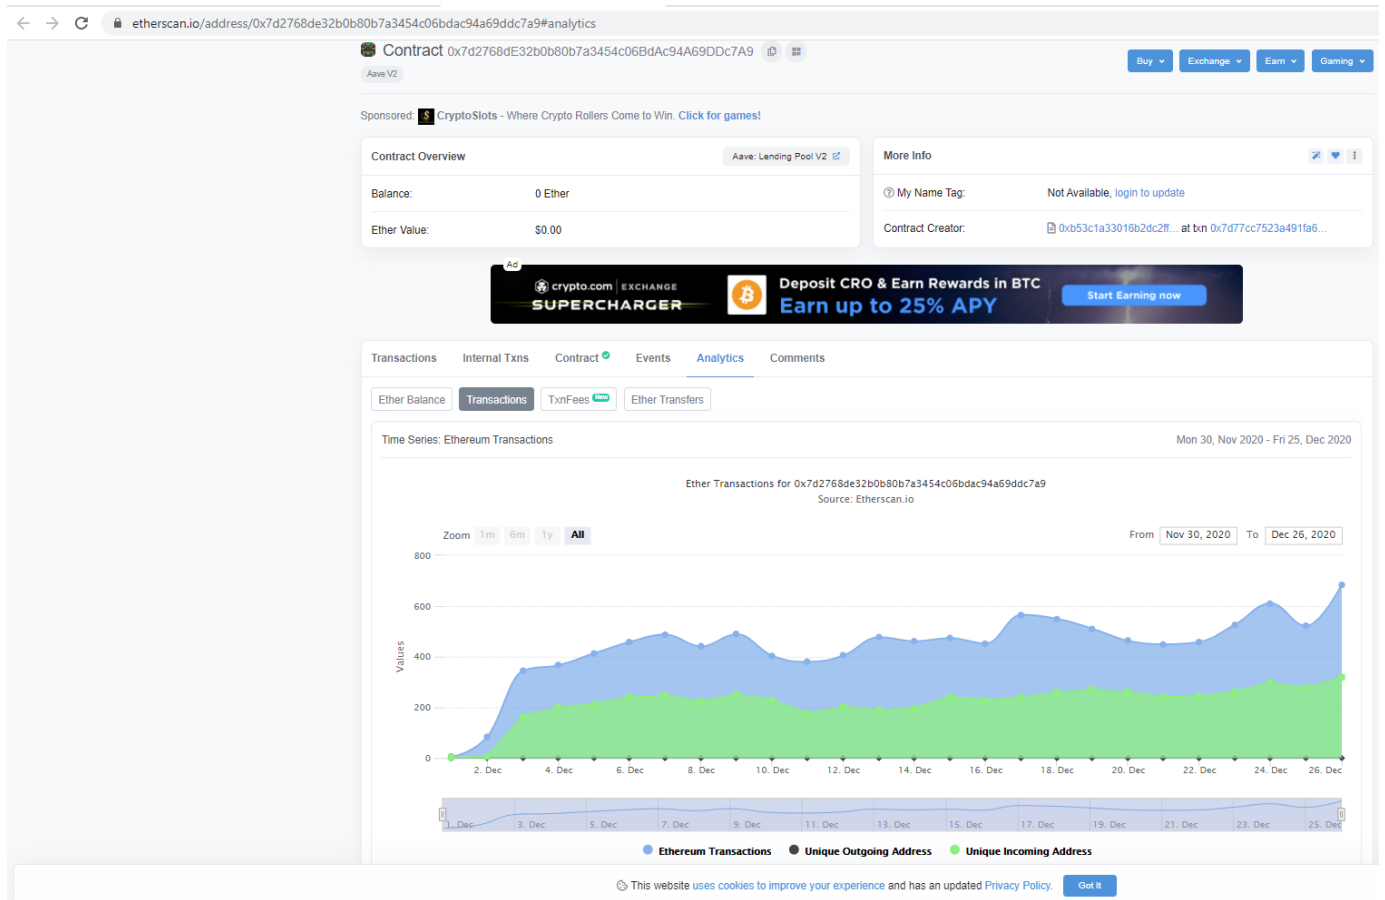 etherscan.io/address/0x7d2768de32b0b80b7a3454c06bdac94a69ddc7a9#analytics
Contract 0x7d2768dE32b0b80b7a3454c06BdAc94A69DDc7A9
Aave V2
Buy
Exchange
Earn
Gaming
Sponsored: $ CryptoSlots - Where Crypto Rollers Come to Win. Click for games!
Contract Overview
Aave: Lending Pool V2
Balance: 0 Ether
Ether Value: $0.00
More Info
My Name Tag: Not Available, login to update
Contract Creator: 0xb53c1a33016b2dc2ff... at txn 0x7d77cc7523a491fa6...
Ad
crypto.com | EXCHANGE
SUPERCHARGER
Deposit CRO & Earn Rewards in BTC
Earn up to 25% APY
Start Earning now
Transactions Internal Txns Contract Events Analytics Comments
Ether Balance Transactions TxnFees New Ether Transfers
Time Series: Ethereum Transactions
Mon 30, Nov 2020 - Fri 25, Dec 2020
Ether Transactions for 0x7d2768de32b0b80b7a3454c06bdac94a69ddc7a9
Source: Etherscan.io
Zoom 1m 6m 1y All
From Nov 30, 2020 To Dec 26, 2020
Values
800
600
400
200
0
2. Dec 4. Dec 6. Dec 8. Dec 10. Dec 12. Dec 14. Dec 16. Dec 18. Dec 20. Dec 22. Dec 24. Dec 26. Dec
1. Dec 3. Dec 5. Dec 7. Dec 9. Dec 11. Dec 13. Dec 15. Dec 17. Dec 19. Dec 21. Dec 23. Dec 25. Dec
Ethereum Transactions Unique Outgoing Address Unique Incoming Address
This website uses cookies to improve your experience and has an updated Privacy Policy.
Got It